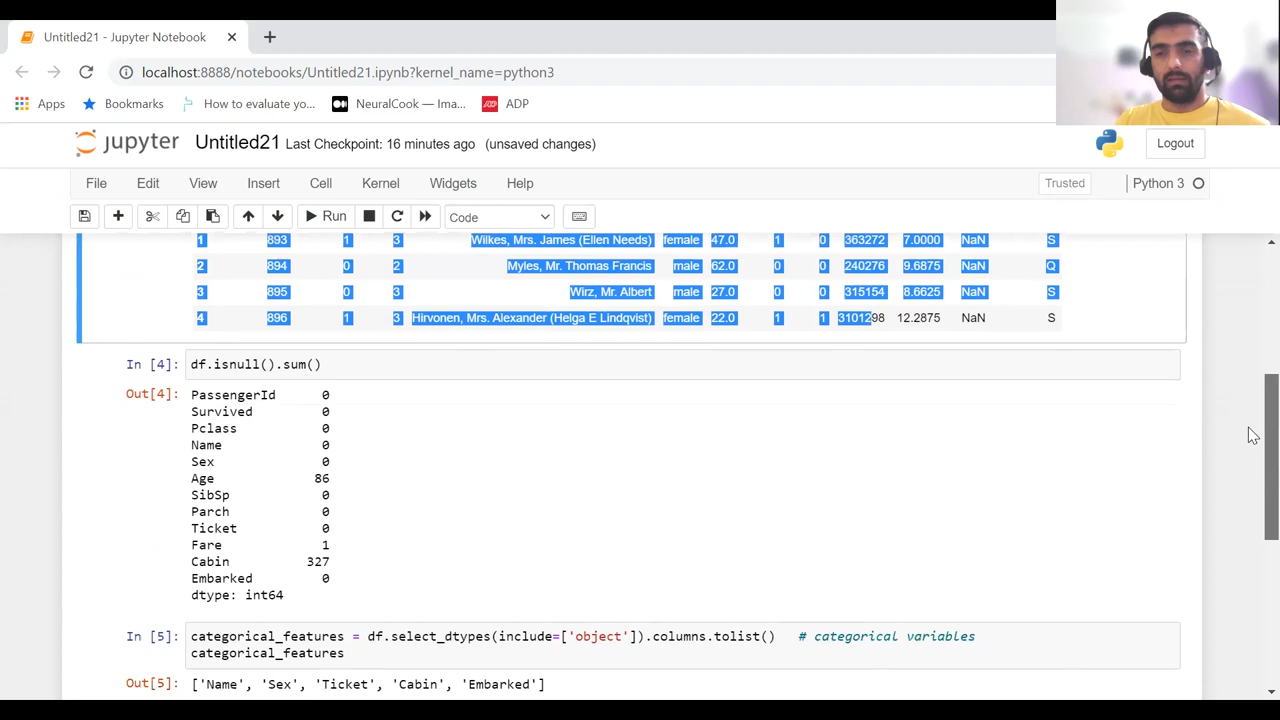 Untitled21 - Jupyter Notebook
localhost:8888/notebooks/Untitled21.ipynb?kernel_name=python3
Apps Bookmarks How to evaluate yo... NeuralCook — Ima... ADP
jupyter Untitled21 Last Checkpoint: 16 minutes ago (unsaved changes) Logout
File Edit View Insert Cell Kernel Widgets Help Trusted Python 3
Run Code
1 893 1 3 Wilkes, Mrs. James (Ellen Needs) female 47.0 1 0 363272 7.0000 NaN S
2 894 0 2 Myles, Mr. Thomas Francis male 62.0 0 0 240276 9.6875 NaN Q
3 895 0 3 Wirz, Mr. Albert male 27.0 0 0 315154 8.6625 NaN S
4 896 1 3 Hirvonen, Mrs. Alexander (Helga E Lindqvist) female 22.0 1 1 3101298 12.2875 NaN S
In [4]: df.isnull().sum()
Out[4]: PassengerId 0
Survived 0
Pclass 0
Name 0
Sex 0
Age 86
SibSp 0
Parch 0
Ticket 0
Fare 1
Cabin 327
Embarked 0
dtype: int64
In [5]: categorical_features = df.select_dtypes(include=['object']).columns.tolist() # categorical variables
categorical_features
Out[5]: ['Name', 'Sex', 'Ticket', 'Cabin', 'Embarked']